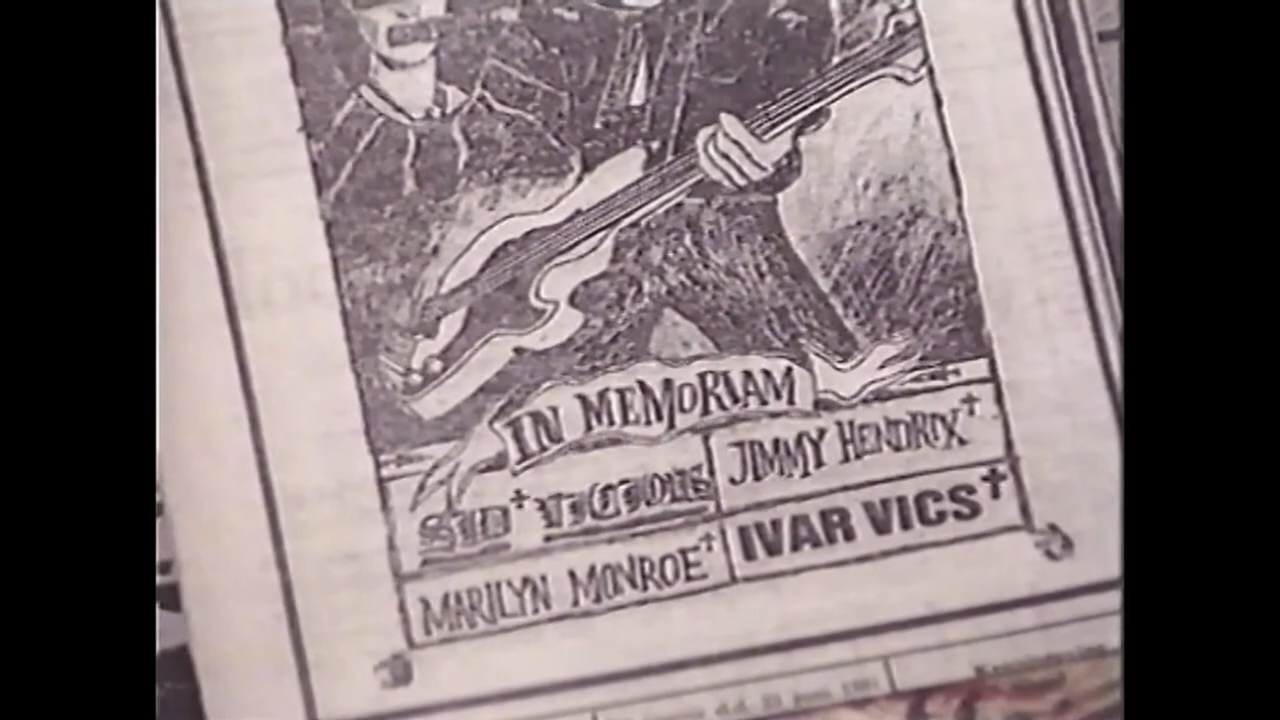 IN MEMORIAM
SID† VICIOUS
JIMMY HENDRIX†
MARILYN MONROE†
IVAR VICS†